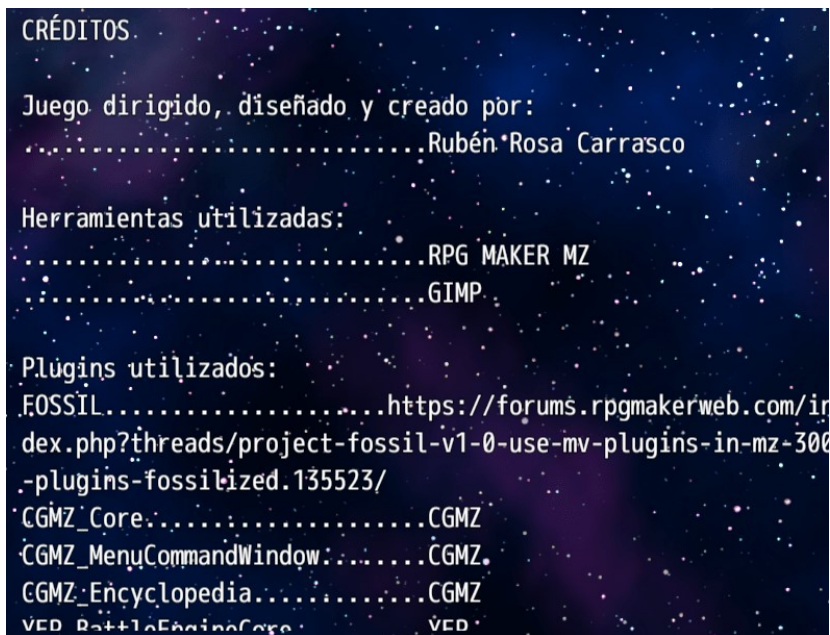 CRÉDITOS
Juego dirigido, diseñado y creado por:
..............................Rubén Rosa Carrasco
Herramientas utilizadas:
..............................RPG MAKER MZ
..............................GIMP
Plugins utilizados:
FOSSIL.....................https://forums.rpgmakerweb.com/in
dex.php?threads/project-fossil-v1-0-use-mv-plugins-in-mz-300
-plugins-fossilized.135523/
CGMZ_Core.....................CGMZ
CGMZ_MenuCommandWindow........CGMZ
CGMZ_Encyclopedia.............CGMZ
YEP_BattleEngineCore..........YEP